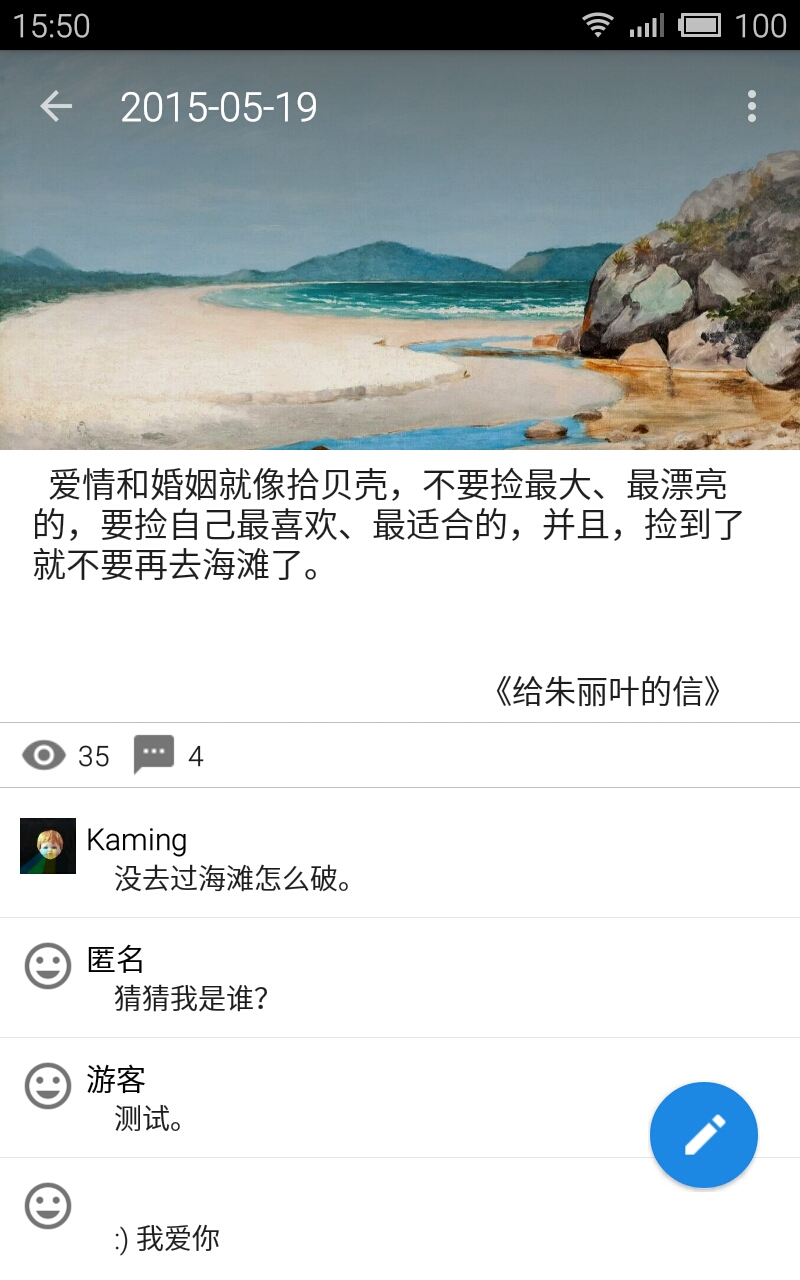 15:50 100
2015-05-19
爱情和婚姻就像拾贝壳，不要捡最大、最漂亮
的，要捡自己最喜欢、最适合的，并且，捡到了
就不要再去海滩了。
《给朱丽叶的信》
35 4
Kaming
没去过海滩怎么破。
匿名
猜猜我是谁？
游客
测试。
:) 我爱你